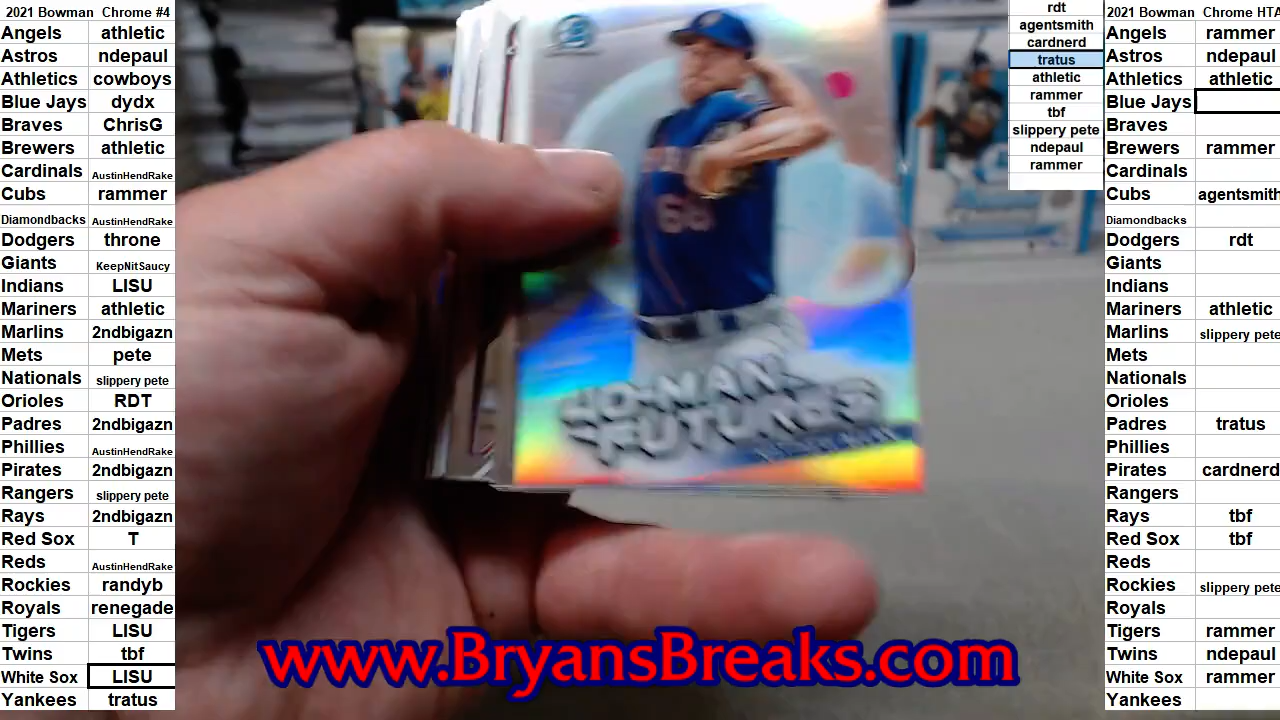 2021 Bowman Chrome #4
Angels athletic
Astros ndepaul
Athletics cowboys
Blue Jays dydx
Braves ChrisG
Brewers athletic
Cardinals AustinHendRake
Cubs rammer
Diamondbacks AustinHendRake
Dodgers throne
Giants KeepNitSaucy
Indians LISU
Mariners athletic
Marlins 2ndbigazn
Mets pete
Nationals slippery pete
Orioles RDT
Padres 2ndbigazn
Phillies AustinHendRake
Pirates 2ndbigazn
Rangers slippery pete
Rays 2ndbigazn
Red Sox T
Reds AustinHendRake
Rockies randyb
Royals renegade
Tigers LISU
Twins tbf
White Sox LISU
Yankees tratus
FUTURES
www.BryansBreaks.com
rdt
agentsmith
cardnerd
tratus
athletic
rammer
tbf
slippery pete
ndepaul
rammer
2021 Bowman Chrome HTA
Angels rammer
Astros ndepaul
Athletics athletic
Blue Jays
Braves
Brewers rammer
Cardinals
Cubs agentsmith
Diamondbacks
Dodgers rdt
Giants
Indians
Mariners athletic
Marlins slippery pete
Mets
Nationals
Orioles
Padres tratus
Phillies
Pirates cardnerd
Rangers
Rays tbf
Red Sox tbf
Reds
Rockies slippery pete
Royals
Tigers rammer
Twins ndepaul
White Sox rammer
Yankees